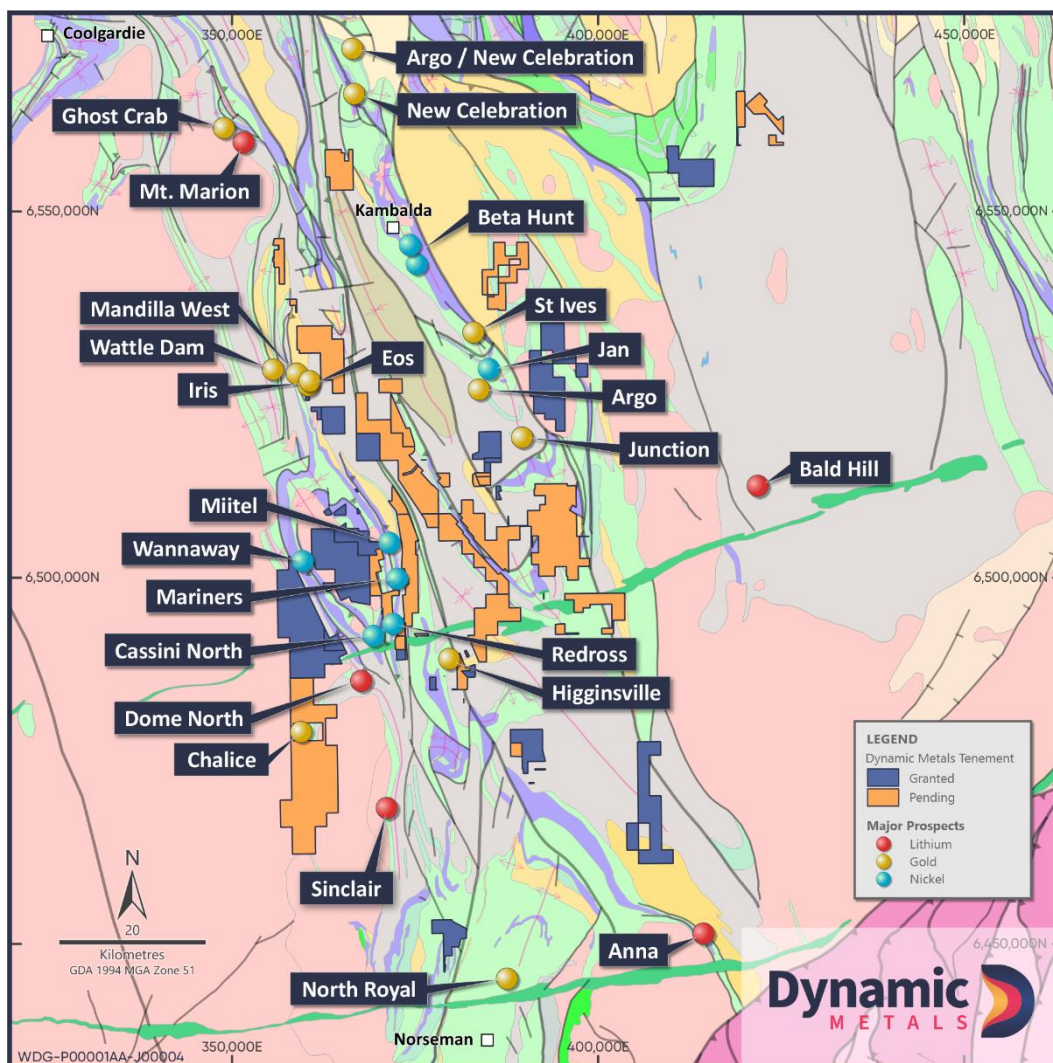 Coolgardie
350,000E
400,000E
450,000E
Argo / New Celebration
New Celebration
Ghost Crab
Mt. Marion
6,550,000N
Kambalda
Beta Hunt
6,550,000N
Mandilla West
St Ives
Wattle Dam
Eos
Jan
Iris
Argo
Junction
Bald Hill
Miitel
Wannaway
6,500,000N
Mariners
6,500,000N
Cassini North
Redross
Higginsville
Dome North
Chalice
LEGEND
Dynamic Metals Tenement
Granted
Pending
Major Prospects
Lithium
Gold
Nickel
Sinclair
N
20
Kilometres
GDA 1994 MGA Zone 51
Anna
6,450,000N
North Royal
Dynamic
METALS
Norseman
WDG-P00001AA-J00004
350,000E
400,000E